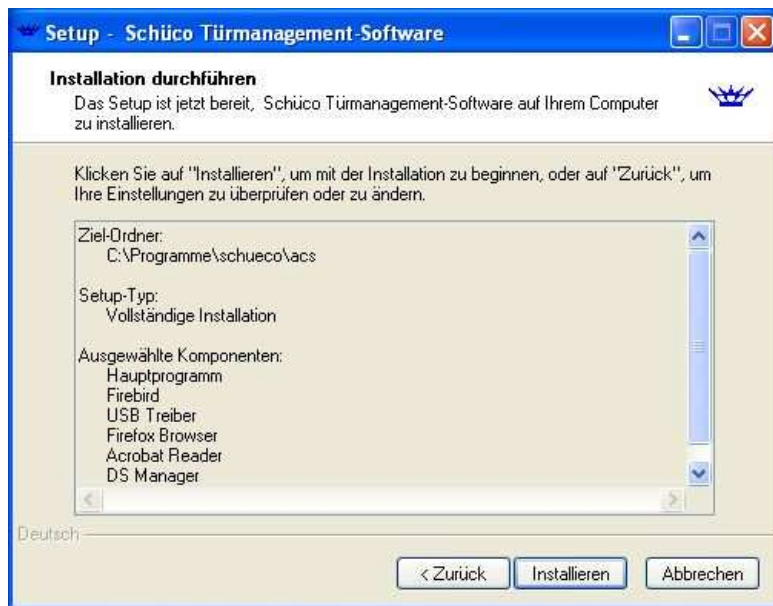 Setup - Schüco Türmanagement-Software
Installation durchführen
Das Setup ist jetzt bereit, Schüco Türmanagement-Software auf Ihrem Computer
zu installieren.
Klicken Sie auf "Installieren", um mit der Installation zu beginnen, oder auf "Zurück", um
Ihre Einstellungen zu überprüfen oder zu ändern.
Ziel-Ordner:
C:\Programme\schueco\acs
Setup-Typ:
Vollständige Installation
Ausgewählte Komponenten:
Hauptprogramm
Firebird
USB Treiber
Firefox Browser
Acrobat Reader
DS Manager
Deutsch
< Zurück
Installieren
Abbrechen